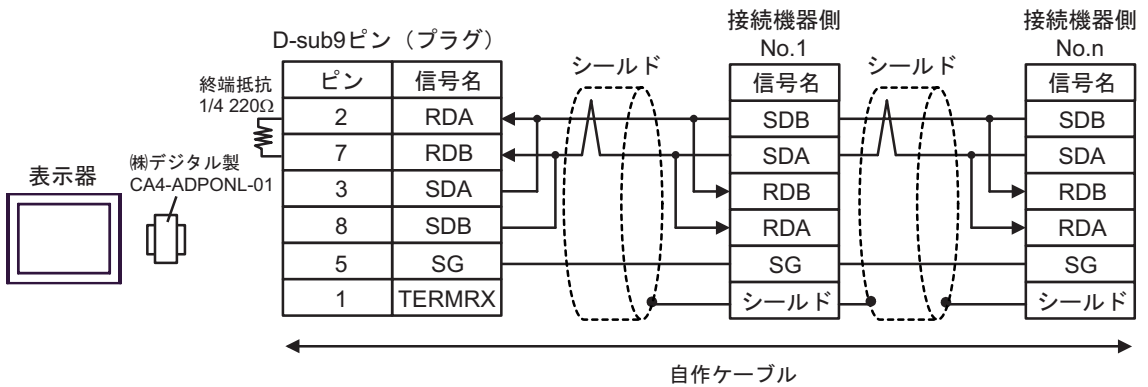 接続機器側
No.1
接続機器側
No.n
D-sub9ピン（プラグ）
シールド
シールド
終端抵抗
1/4 220Ω
ピン 信号名
2 RDA
7 RDB
3 SDA
8 SDB
5 SG
1 TERMRX
信号名
SDB
SDA
RDB
RDA
SG
シールド
信号名
SDB
SDA
RDB
RDA
SG
シールド
表示器
㈱デジタル製
CA4-ADPONL-01
自作ケーブル